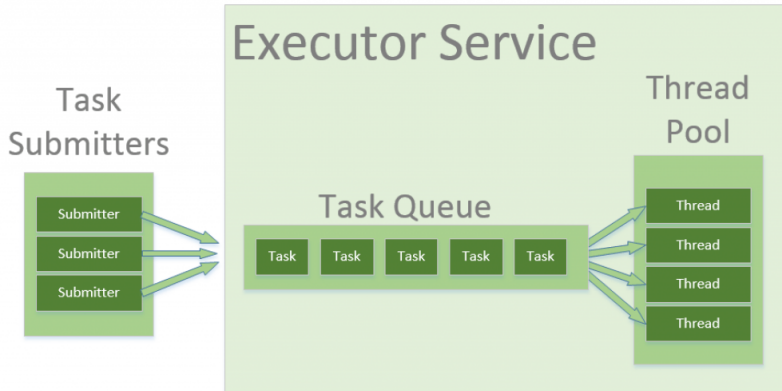 Executor Service
Task
Submitters
Submitter
Submitter
Submitter
Task Queue
Task Task Task Task Task
Thread
Pool
Thread
Thread
Thread
Thread